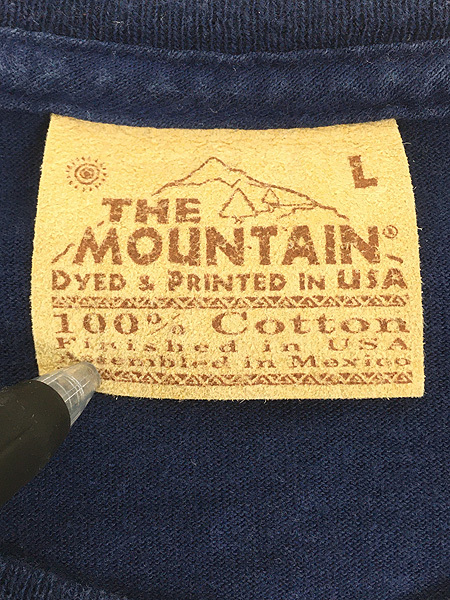 L
THE
MOUNTAIN®
DYED & PRINTED IN USA
100% Cotton
Finished in USA
Assembled in Mexico